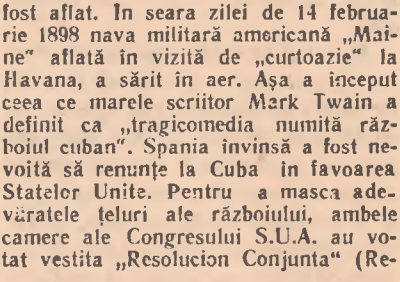 fost aflat. În seara zilei de 14 februa-
rie 1898 nava militară americană „Mai-
ne" aflată în vizită de „curtoazie" la
Havana, a sărit în aer. Așa a început
ceea ce marele scriitor Mark Twain a
definit ca „tragicomedia numită răz-
boiul cuban". Spania învinsă a fost ne-
voită să renunțe la Cuba in favoarea
Statelor Unite. Pentru a masca ade-
văratele țeluri ale războiului, ambele
camere ale Congresului S.U.A. au vo-
tat vestita „Resolucion Conjunta" (Re-